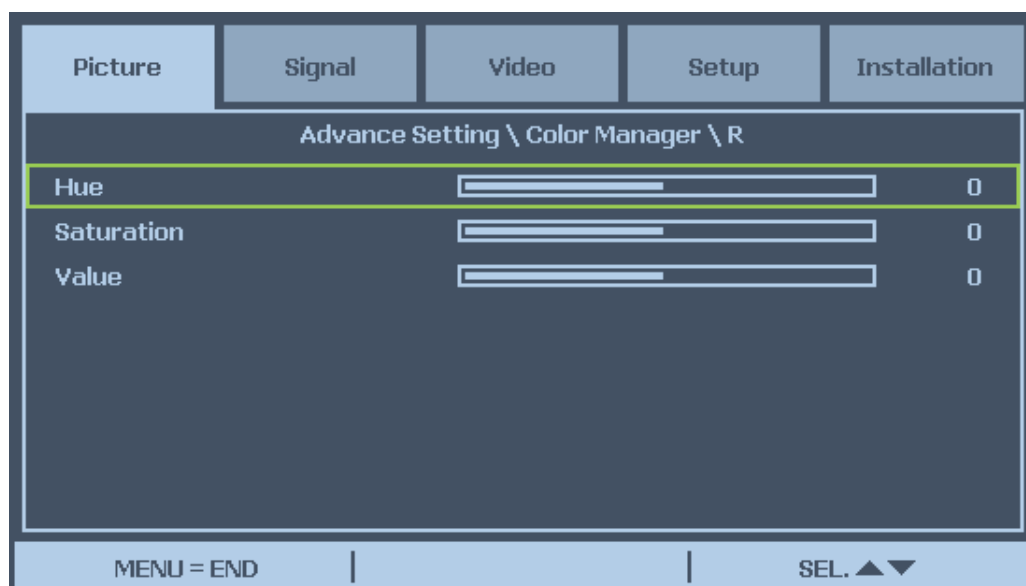 Picture Signal Video Setup Installation
Advance Setting \ Color Manager \ R
Hue 0
Saturation 0
Value 0
MENU = END SEL. ▲▼